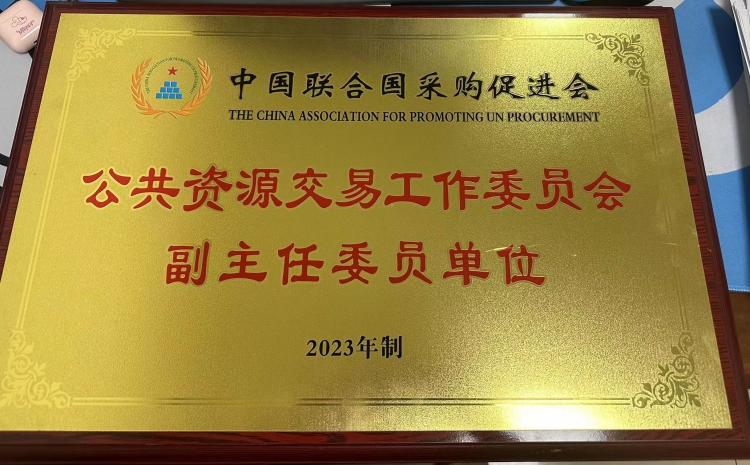 中国联合国采购促进会
THE CHINA ASSOCIATION FOR PROMOTING UN PROCUREMENT
公共资源交易工作委员会
副主任委员单位
2023年制